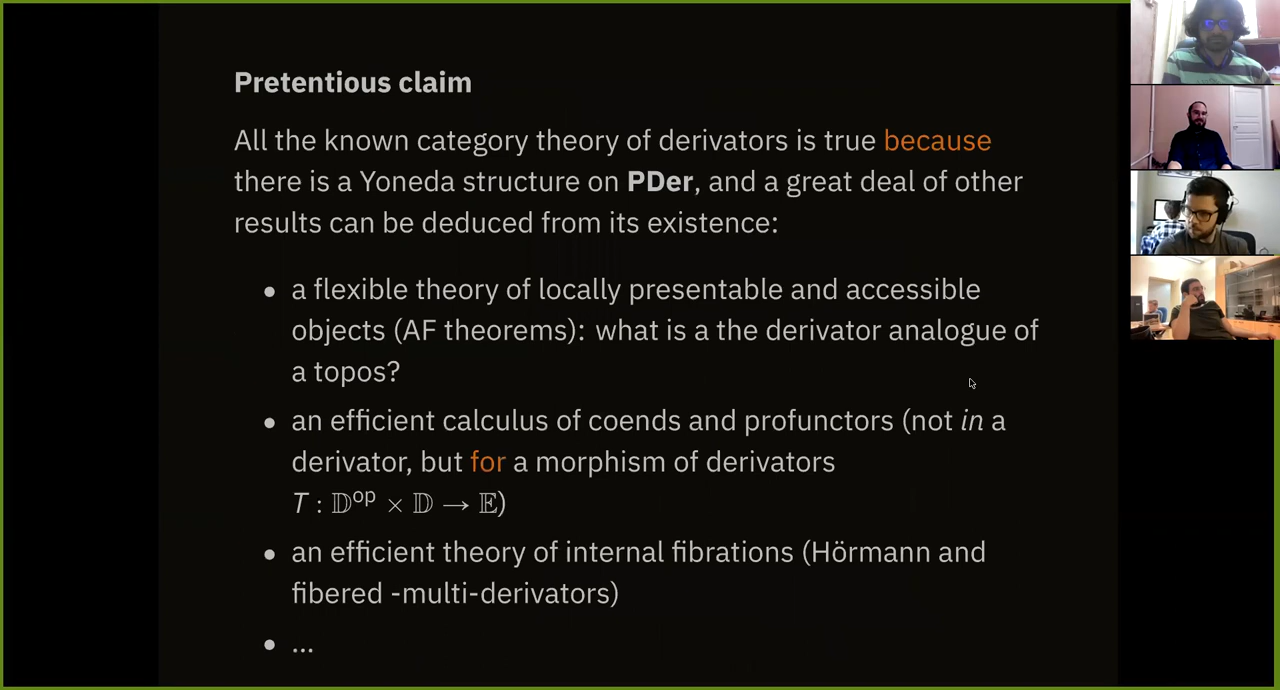 Pretentious claim
All the known category theory of derivators is true because
there is a Yoneda structure on PDer, and a great deal of other
results can be deduced from its existence:
• a flexible theory of locally presentable and accessible
objects (AF theorems): what is a the derivator analogue of
a topos?
• an efficient calculus of coends and profunctors (not in a
derivator, but for a morphism of derivators
T : 𝔻ᵒᵖ × 𝔻 → 𝔼)
• an efficient theory of internal fibrations (Hörmann and
fibered -multi-derivators)
• ...